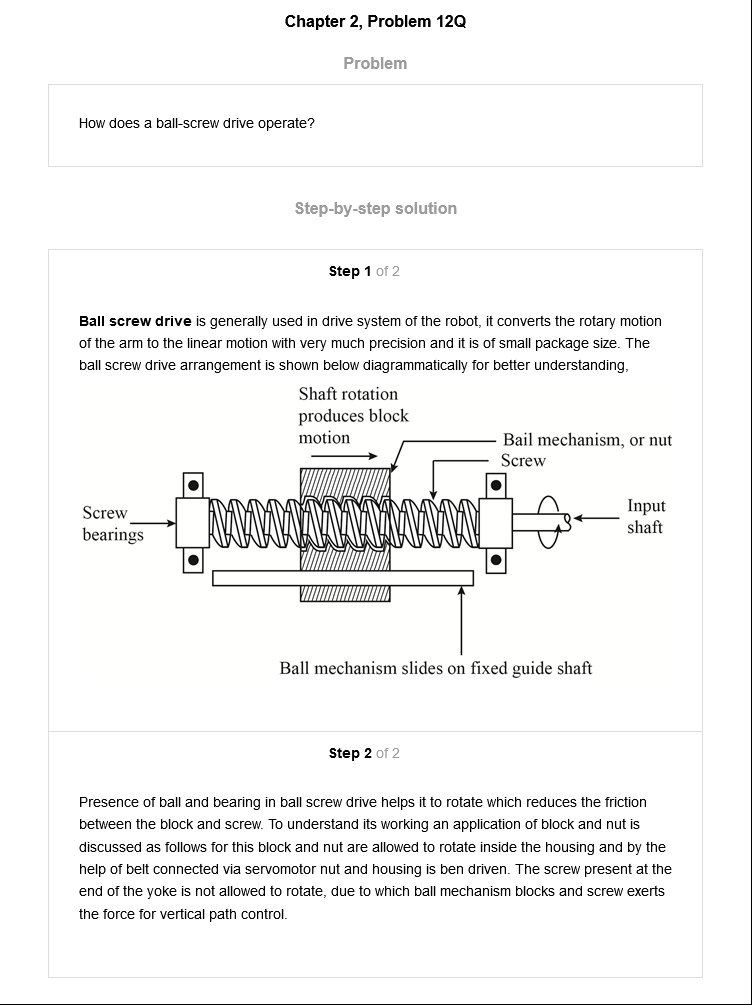 Chapter 2, Problem 12Q
Problem
How does a ball-screw drive operate?
Step-by-step solution
Step 1 of 2
Ball screw drive is generally used in drive system of the robot, it converts the rotary motion
of the arm to the linear motion with very much precision and it is of small package size. The
ball screw drive arrangement is shown below diagrammatically for better understanding,
Shaft rotation
produces block
motion
Bail mechanism, or nut
Screw
Screw
bearings
Input
shaft
Ball mechanism slides on fixed guide shaft
Step 2 of 2
Presence of ball and bearing in ball screw drive helps it to rotate which reduces the friction
between the block and screw. To understand its working an application of block and nut is
discussed as follows for this block and nut are allowed to rotate inside the housing and by the
help of belt connected via servomotor nut and housing is ben driven. The screw present at the
end of the yoke is not allowed to rotate, due to which ball mechanism blocks and screw exerts
the force for vertical path control.